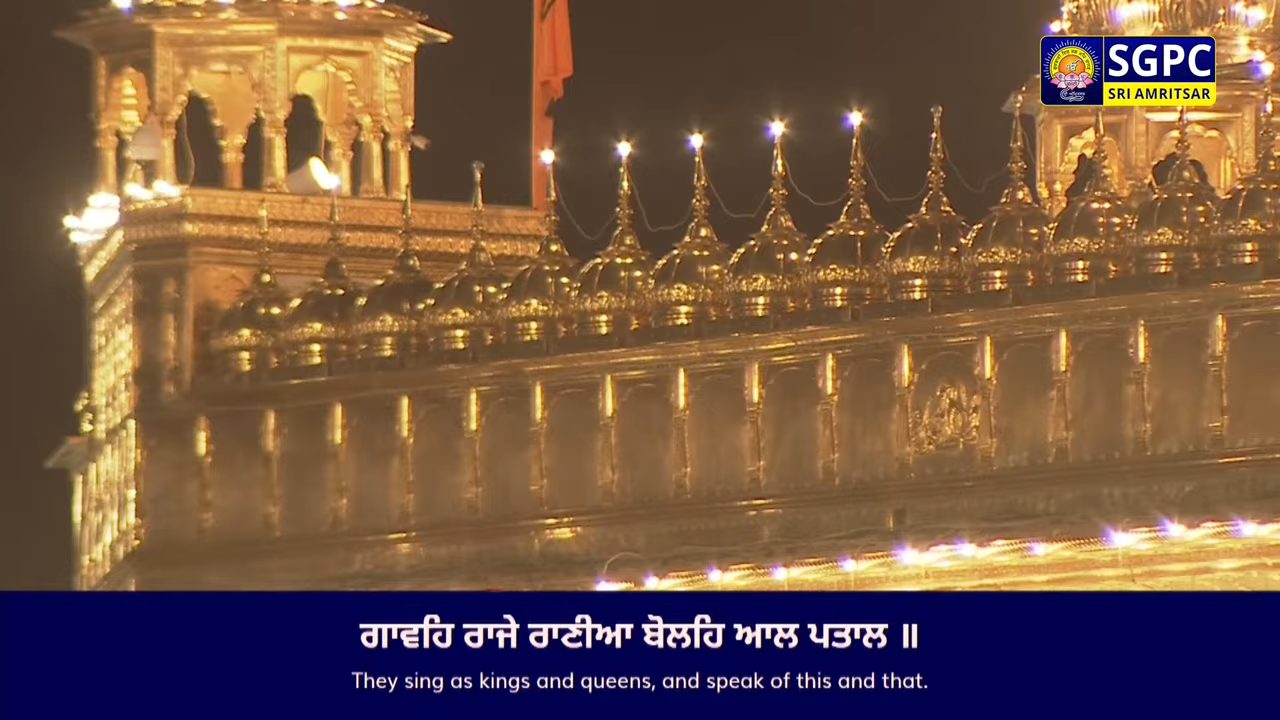 SGPC
SRI AMRITSAR
ਗਾਵਹਿ ਰਾਜੇ ਰਾਣੀਆ ਬੋਲਹਿ ਆਲ ਪਤਾਲ ॥
They sing as kings and queens, and speak of this and that.